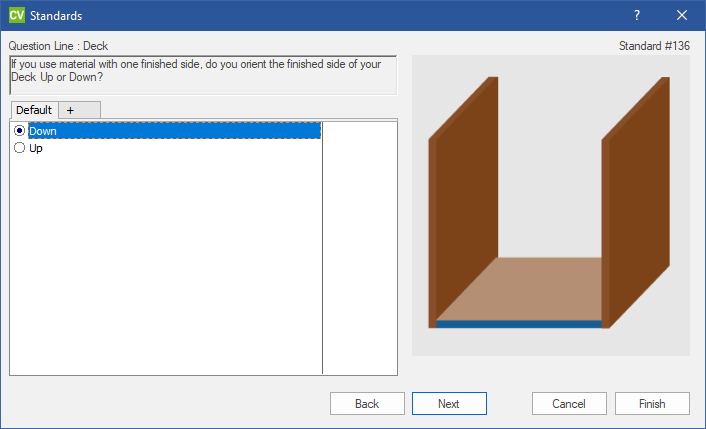 CV Standards ?
Question Line : Deck
Standard #136
If you use material with one finished side, do you orient the finished side of your
Deck Up or Down?
Default +
Down
Up
Back Next Cancel Finish